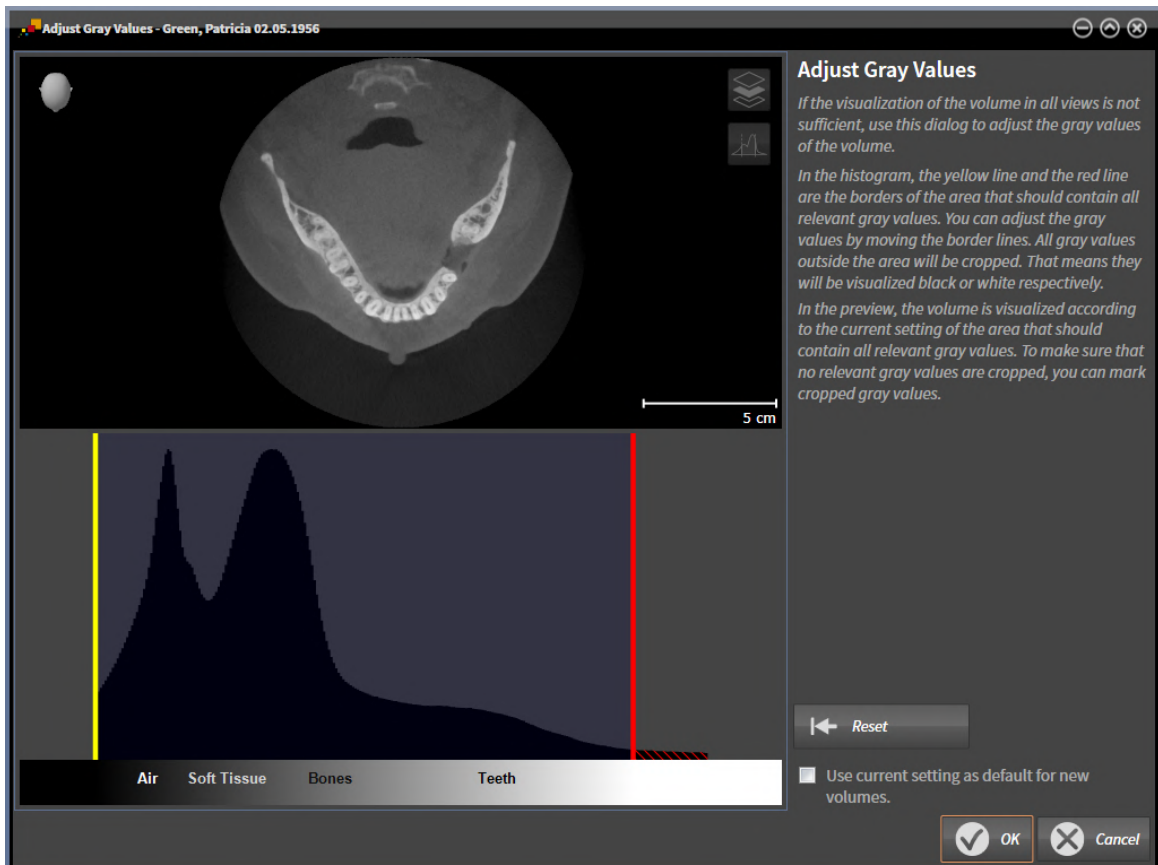 Adjust Gray Values - Green, Patricia 02.05.1956
Adjust Gray Values
If the visualization of the volume in all views is not
sufficient, use this dialog to adjust the gray values
of the volume.
In the histogram, the yellow line and the red line
are the borders of the area that should contain all
relevant gray values. You can adjust the gray
values by moving the border lines. All gray values
outside the area will be cropped. That means they
will be visualized black or white respectively.
In the preview, the volume is visualized according
to the current setting of the area that should
contain all relevant gray values. To make sure that
no relevant gray values are cropped, you can mark
cropped gray values.
5 cm
Air Soft Tissue Bones Teeth
Reset
Use current setting as default for new
volumes.
OK Cancel